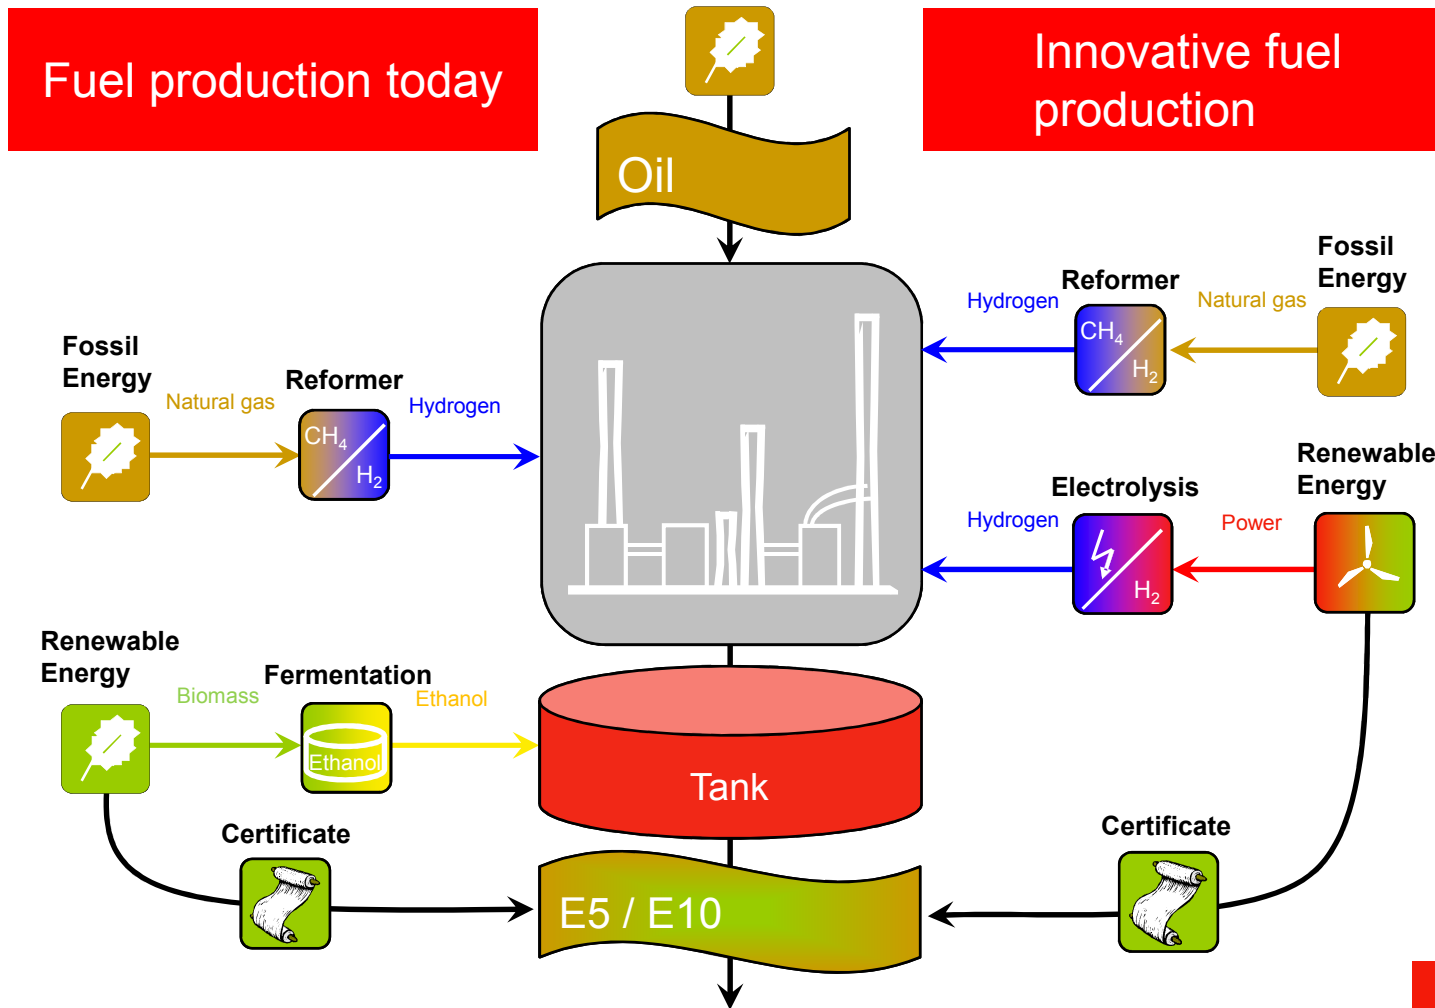 Fuel production today
Innovative fuel
production
Oil
Fossil
Energy
Natural gas
Reformer
CH4
H2
Hydrogen
Hydrogen
Reformer
CH4
H2
Natural gas
Fossil
Energy
Hydrogen
Electrolysis
H2
Power
Renewable
Energy
Renewable
Energy
Biomass
Fermentation
Ethanol
Ethanol
Tank
Certificate
E5 / E10
Certificate